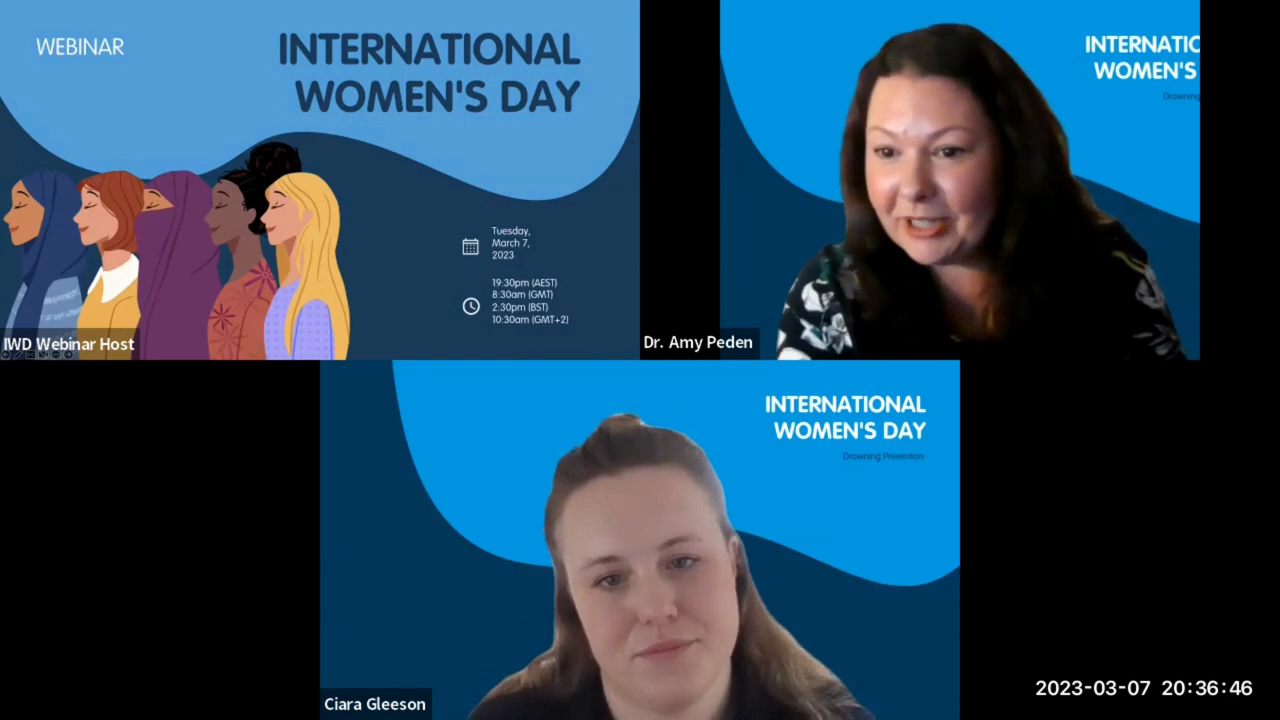 WEBINAR
INTERNATIONAL
WOMEN'S DAY
Tuesday,
March 7,
2023
19:30pm (AEST)
8:30am (GMT)
2:30pm (BST)
10:30am (GMT+2)
IWD Webinar Host
INTERNATIC
WOMEN'S
Drowning
Dr. Amy Peden
INTERNATIONAL
WOMEN'S DAY
Drowning Prevention
Ciara Gleeson
2023-03-07 20:36:46